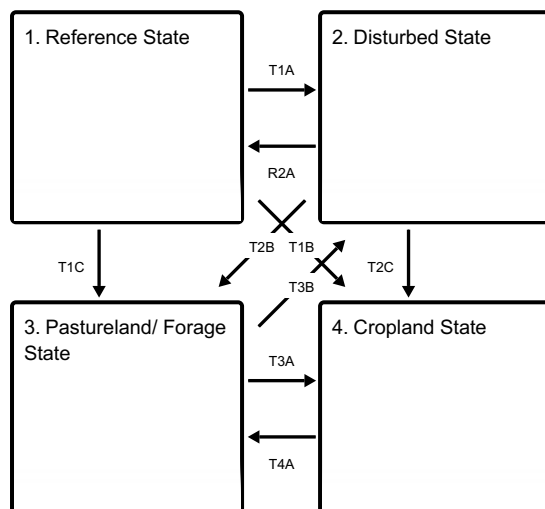 1. Reference State
2. Disturbed State
T1A
R2A
T2B
T1B
T1C
T2C
T3B
3. Pastureland/ Forage
State
4. Cropland State
T3A
T4A